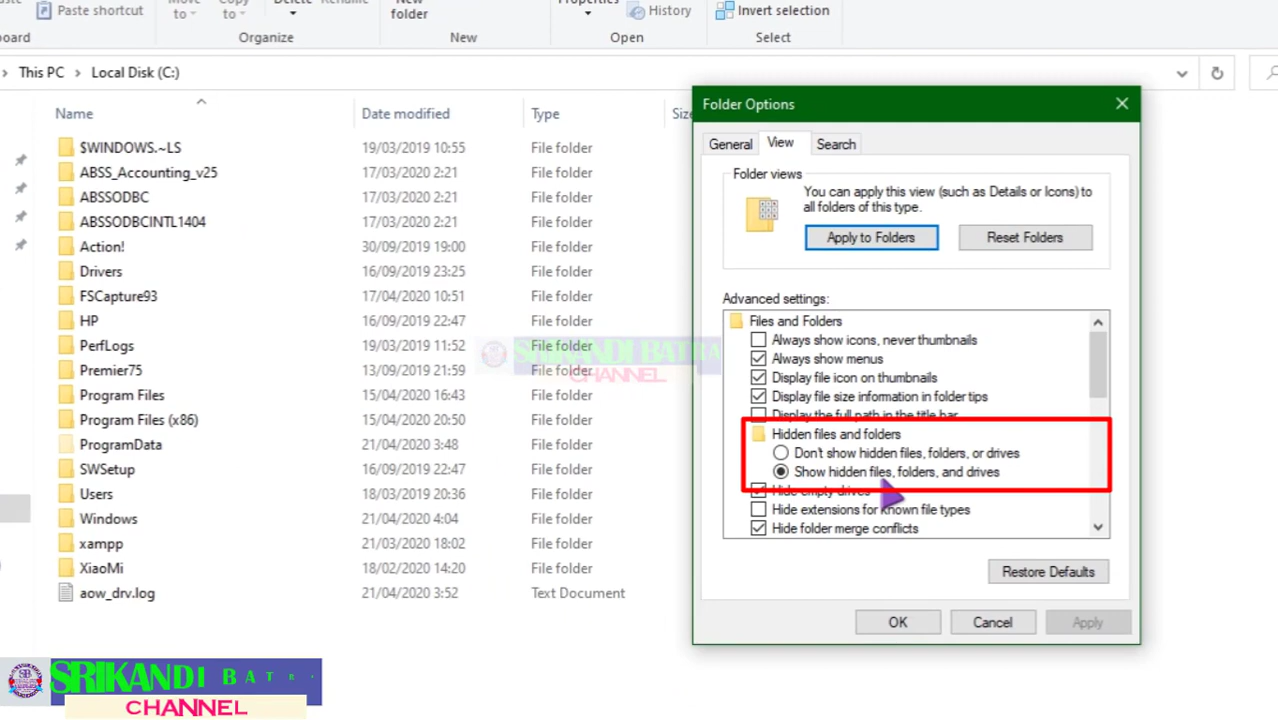 Paste shortcut
Move to
Copy to
Delete
Rename
New folder
Properties
History
Invert selection
Organize
New
Open
Select
This PC > Local Disk (C:)
Name Date modified Type
$WINDOWS.~LS 19/03/2019 10:55 File folder
ABSS_Accounting_v25 17/03/2020 2:21 File folder
ABSSODBC 17/03/2020 2:21 File folder
ABSSODBCINTL1404 17/03/2020 2:21 File folder
Action! 30/09/2019 19:00 File folder
Drivers 16/09/2019 23:25 File folder
FSCapture93 17/04/2020 10:51 File folder
HP 16/09/2019 22:47 File folder
PerfLogs 19/03/2019 11:52 File folder
Premier75 13/09/2019 21:59 File folder
Program Files 15/04/2020 16:43 File folder
Program Files (x86) 15/04/2020 20:50 File folder
ProgramData 21/04/2020 3:48 File folder
SWSetup 16/09/2019 22:47 File folder
Users 18/03/2019 20:36 File folder
Windows 21/04/2020 4:04 File folder
xampp 21/03/2020 18:02 File folder
XiaoMi 18/02/2020 14:20 File folder
aow_drv.log 21/04/2020 3:52 Text Document
Folder Options
General View Search
Folder views
You can apply this view (such as Details or Icons) to
all folders of this type.
Apply to Folders Reset Folders
Advanced settings:
Files and Folders
Always show icons, never thumbnails
Always show menus
Display file icon on thumbnails
Display file size information in folder tips
Display the full path in the title bar
Hidden files and folders
Don't show hidden files, folders, or drives
Show hidden files, folders, and drives
Hide empty drives
Hide extensions for known file types
Hide folder merge conflicts
Restore Defaults
OK Cancel Apply
SRIKANDI BATRA
CHANNEL
SRIKANDI BATR
CHANNEL